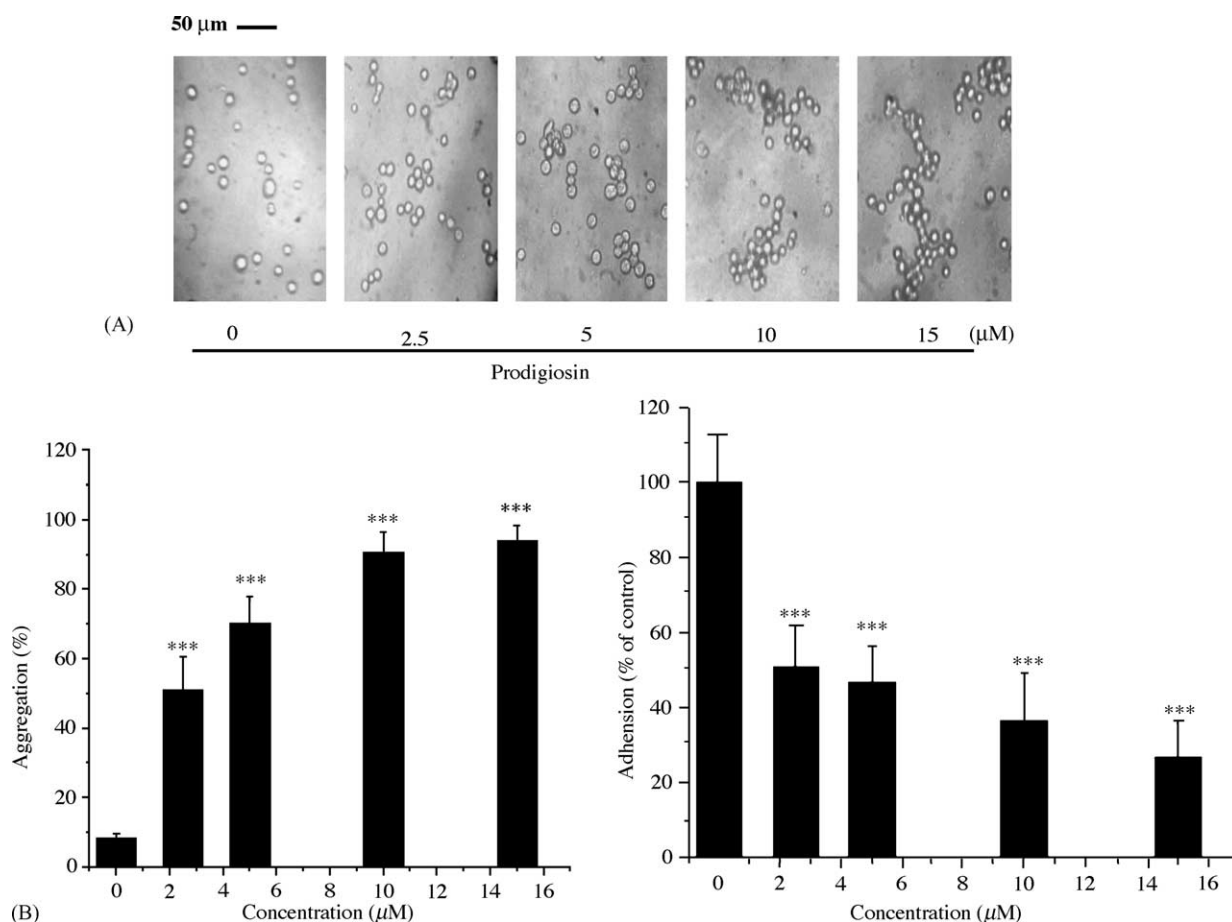 50 μm
(A)
0 2.5 5 10 15 (μM)
Prodigiosin
120
100
80
60
40
20
0
Aggregation (%)
***
***
***
***
0 2 4 6 8 10 12 14 16
Concentration (μM)
(B)
120
100
80
60
40
20
0
Adhension (% of control)
***
***
***
***
0 2 4 6 8 10 12 14 16
Concentration (μM)